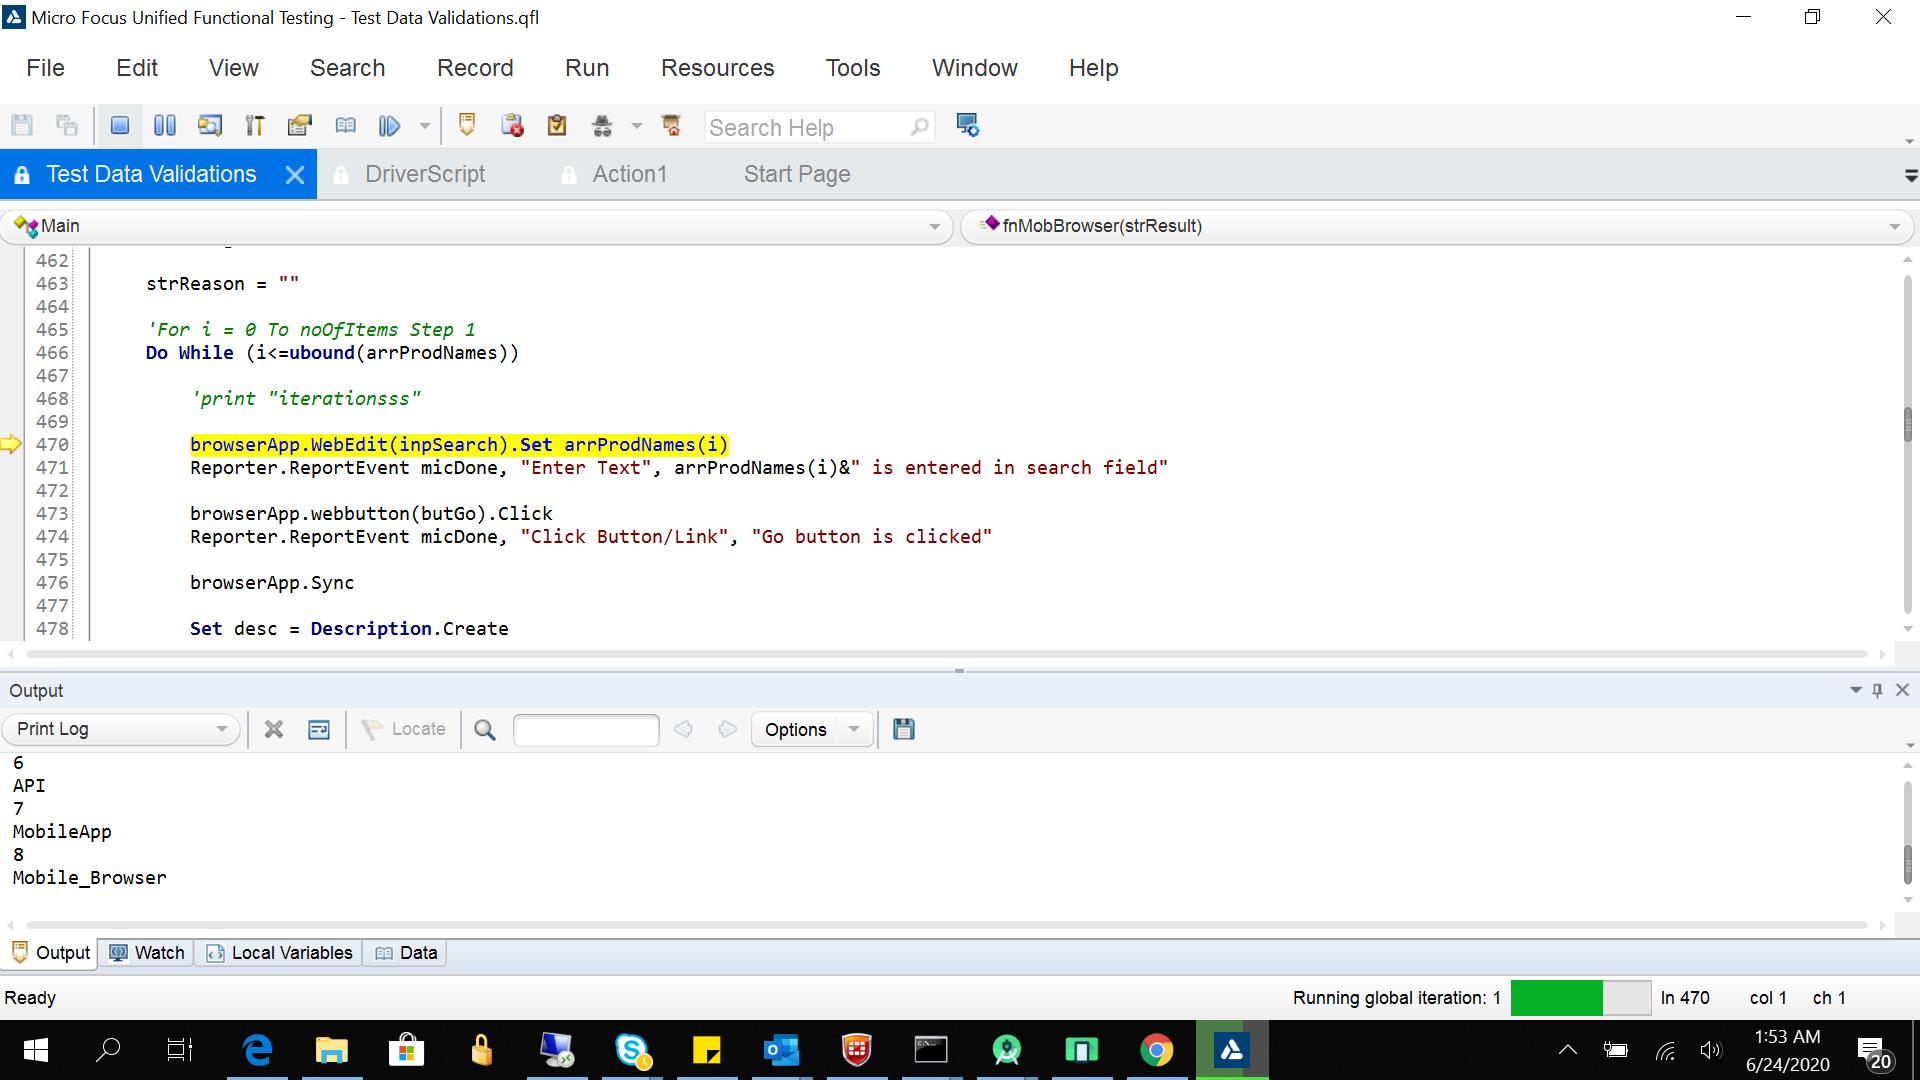 Micro Focus Unified Functional Testing - Test Data Validations.qfl
File Edit View Search Record Run Resources Tools Window Help
Search Help
Test Data Validations DriverScript Action1 Start Page
Main fnMobBrowser(strResult)
462
463 strReason = ""
464
465 'For i = 0 To noOfItems Step 1
466 Do While (i<=ubound(arrProdNames))
467
468 'print "iterationsss"
469
470 browserApp.WebEdit(inpSearch).Set arrProdNames(i)
471 Reporter.ReportEvent micDone, "Enter Text", arrProdNames(i)&" is entered in search field"
472
473 browserApp.webbutton(butGo).Click
474 Reporter.ReportEvent micDone, "Click Button/Link", "Go button is clicked"
475
476 browserApp.Sync
477
478 Set desc = Description.Create
Output
Print Log Locate Options
6
API
7
MobileApp
8
Mobile_Browser
Output Watch Local Variables Data
Ready Running global iteration: 1 ln 470 col 1 ch 1
1:53 AM
6/24/2020
20